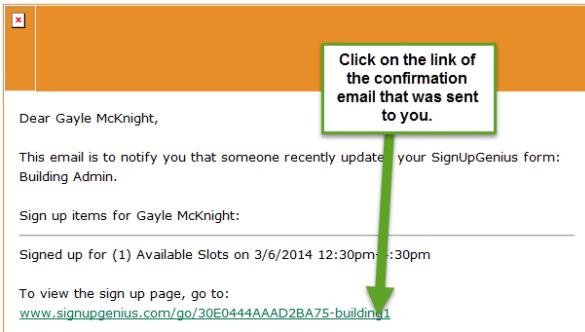 Click on the link of
the confirmation
email that was sent
to you.
Dear Gayle McKnight,
This email is to notify you that someone recently update your SignUpGenius form:
Building Admin.
Sign up items for Gayle McKnight:
Signed up for (1) Available Slots on 3/6/2014 12:30pm- :30pm
To view the sign up page, go to:
www.signupgenius.com/go/30E0444AAAD2BA75-building1